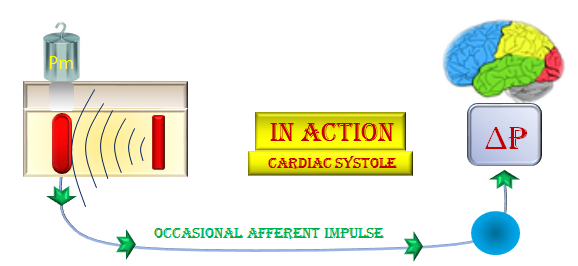 Pm
IN ACTION
CARDIAC SYSTOLE
ΔP
OCCASIONAL AFFERENT IMPULSE